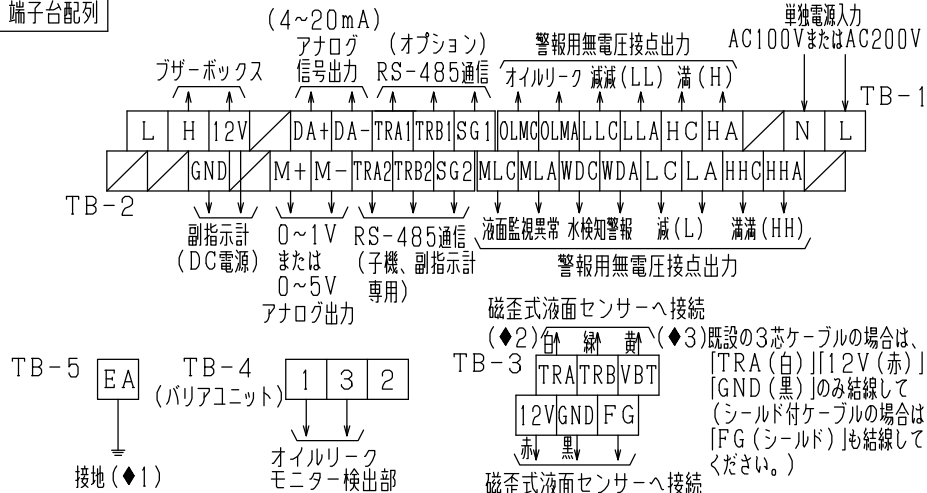 端子台配列
(4~20mA)
アナログ
信号出力
(オプション)
RS-485通信
ブザーボックス
警報用無電圧接点出力
オイルリーク 減減(LL) 満(H)
単独電源入力
AC100VまたはAC200V
TB-1
L H 12V DA+ DA- TRA1 TRB1 SG1 OLMC OLMA LLC LLA HC HA N L
GND M+ M- TRA2 TRB2 SG2 MLC MLA WDC WDA LC LA HHC HHA
TB-2
副指示計
(DC電源)
0~1V
または
0~5V
アナログ出力
RS-485通信
(子機、副指示計
専用)
液面監視異常 水検知警報 減(L) 満満(HH)
警報用無電圧接点出力
TB-5
EA
接地(♦1)
TB-4
(バリアユニット)
1 3 2
オイルリーク
モニター検出部
磁歪式液面センサーへ接続
(♦2) 白 緑 黄 (♦3)
TB-3
TRA TRB VBT
12V GND FG
赤 黒
磁歪式液面センサーへ接続
既設の3芯ケーブルの場合は、
「TRA(白)」「12V(赤)」
「GND(黒)」のみ結線して
(シールド付ケーブルの場合は
「FG(シールド)」も結線して
ください。)